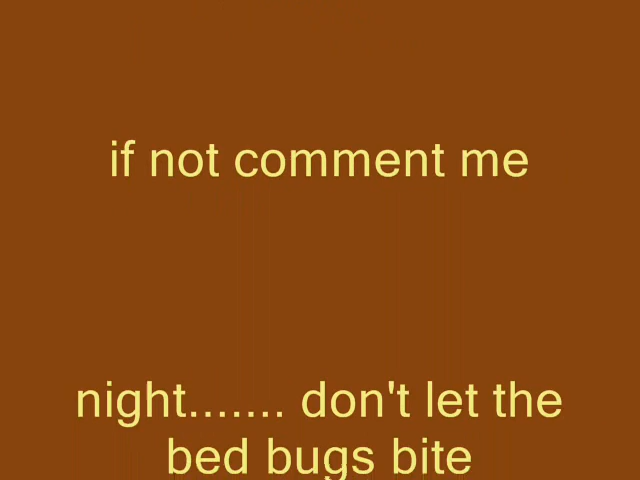 if not comment me
night....... don't let the
bed bugs bite